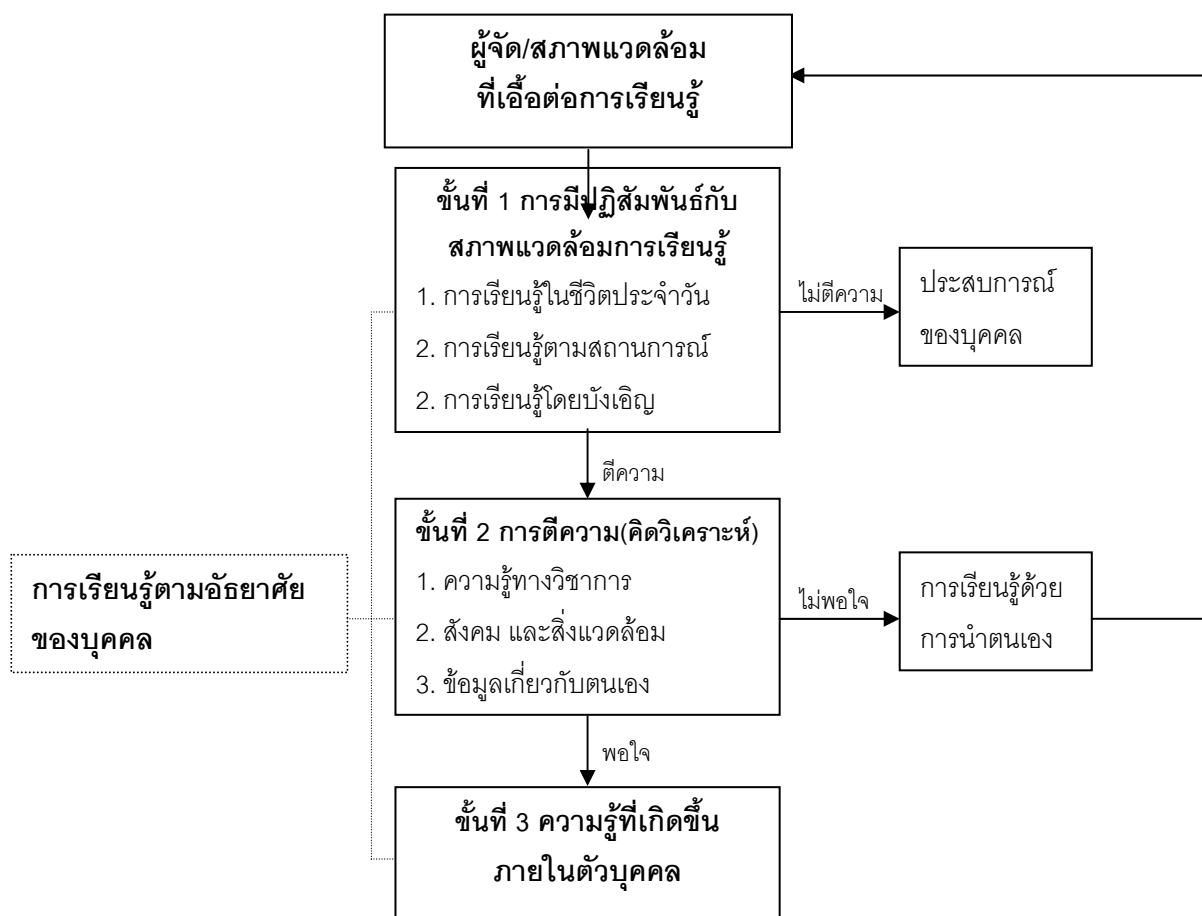 ผู้จัด/สภาพแวดล้อม
ที่เอื้อต่อการเรียนรู้
ขั้นที่ 1 การมีปฏิสัมพันธ์กับ
สภาพแวดล้อมการเรียนรู้
1. การเรียนรู้ในชีวิตประจำวัน
2. การเรียนรู้ตามสถานการณ์
2. การเรียนรู้โดยบังเอิญ
ไม่ตีความ
ประสบการณ์
ของบุคคล
ตีความ
ขั้นที่ 2 การตีความ(คิดวิเคราะห์)
1. ความรู้ทางวิชาการ
2. สังคม และสิ่งแวดล้อม
3. ข้อมูลเกี่ยวกับตนเอง
การเรียนรู้ตามอัธยาศัย
ของบุคคล
ไม่พอใจ
การเรียนรู้ด้วย
การนำตนเอง
พอใจ
ขั้นที่ 3 ความรู้ที่เกิดขึ้น
ภายในตัวบุคคล